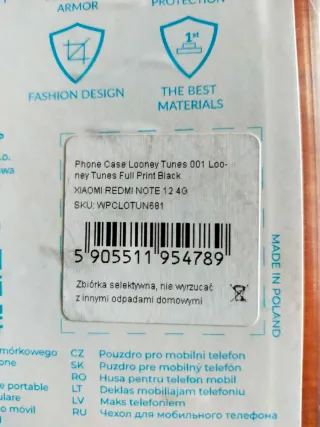 ARMOR
PROTECTION
1st
FASHION DESIGN
THE BEST
MATERIALS
Phone Case Looney Tunes 001 Loo-
ney Tunes Full Print Black
XIAOMI REDMI NOTE 12 4G
SKU: WPCLOTUN681
5 905511 954789
Zbiórka selektywna, nie wyrzucać
z innymi odpadami domowymi
MADE IN POLAND
CZ Pouzdro pro mobilní telefon
SK Puzdro pre mobilný telefón
RO Husa pentru telefon mobil
LT Deklas mobiliajam telefoniu
LV Maks telefoniem
RU Чехол для мобильного телефона